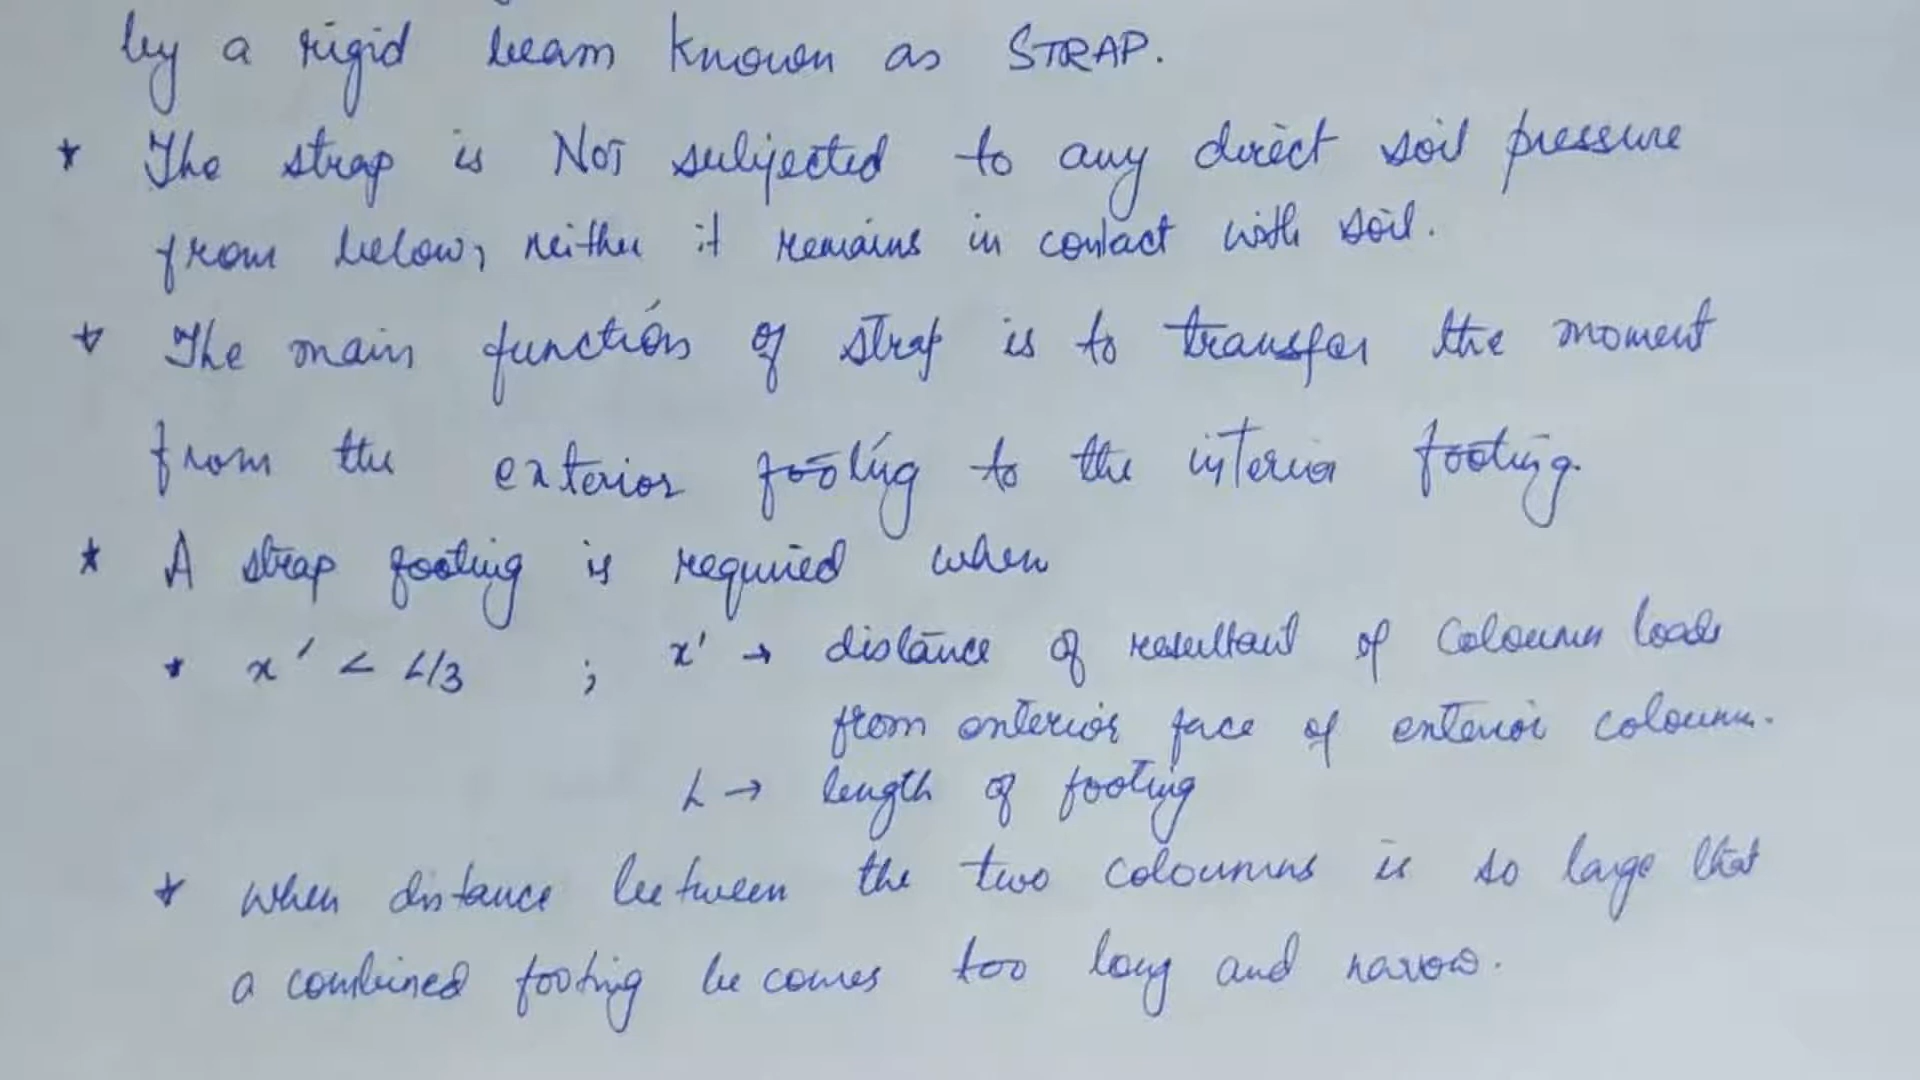 by a rigid beam known as STRAP.
* The strap is NOT subjected to any direct soil pressure
from below, neither it remains in contact with soil.
* The main function of strap is to transfer the moment
from the exterior footing to the interior footing.
* A strap footing is required when
* x' < L/3 ; x' → distance of resultant of Coloumn loads
from exterior face of exterior coloumn.
L → length of footing
* when distance between the two coloumns is so large that
a combined footing becomes too long and narow.